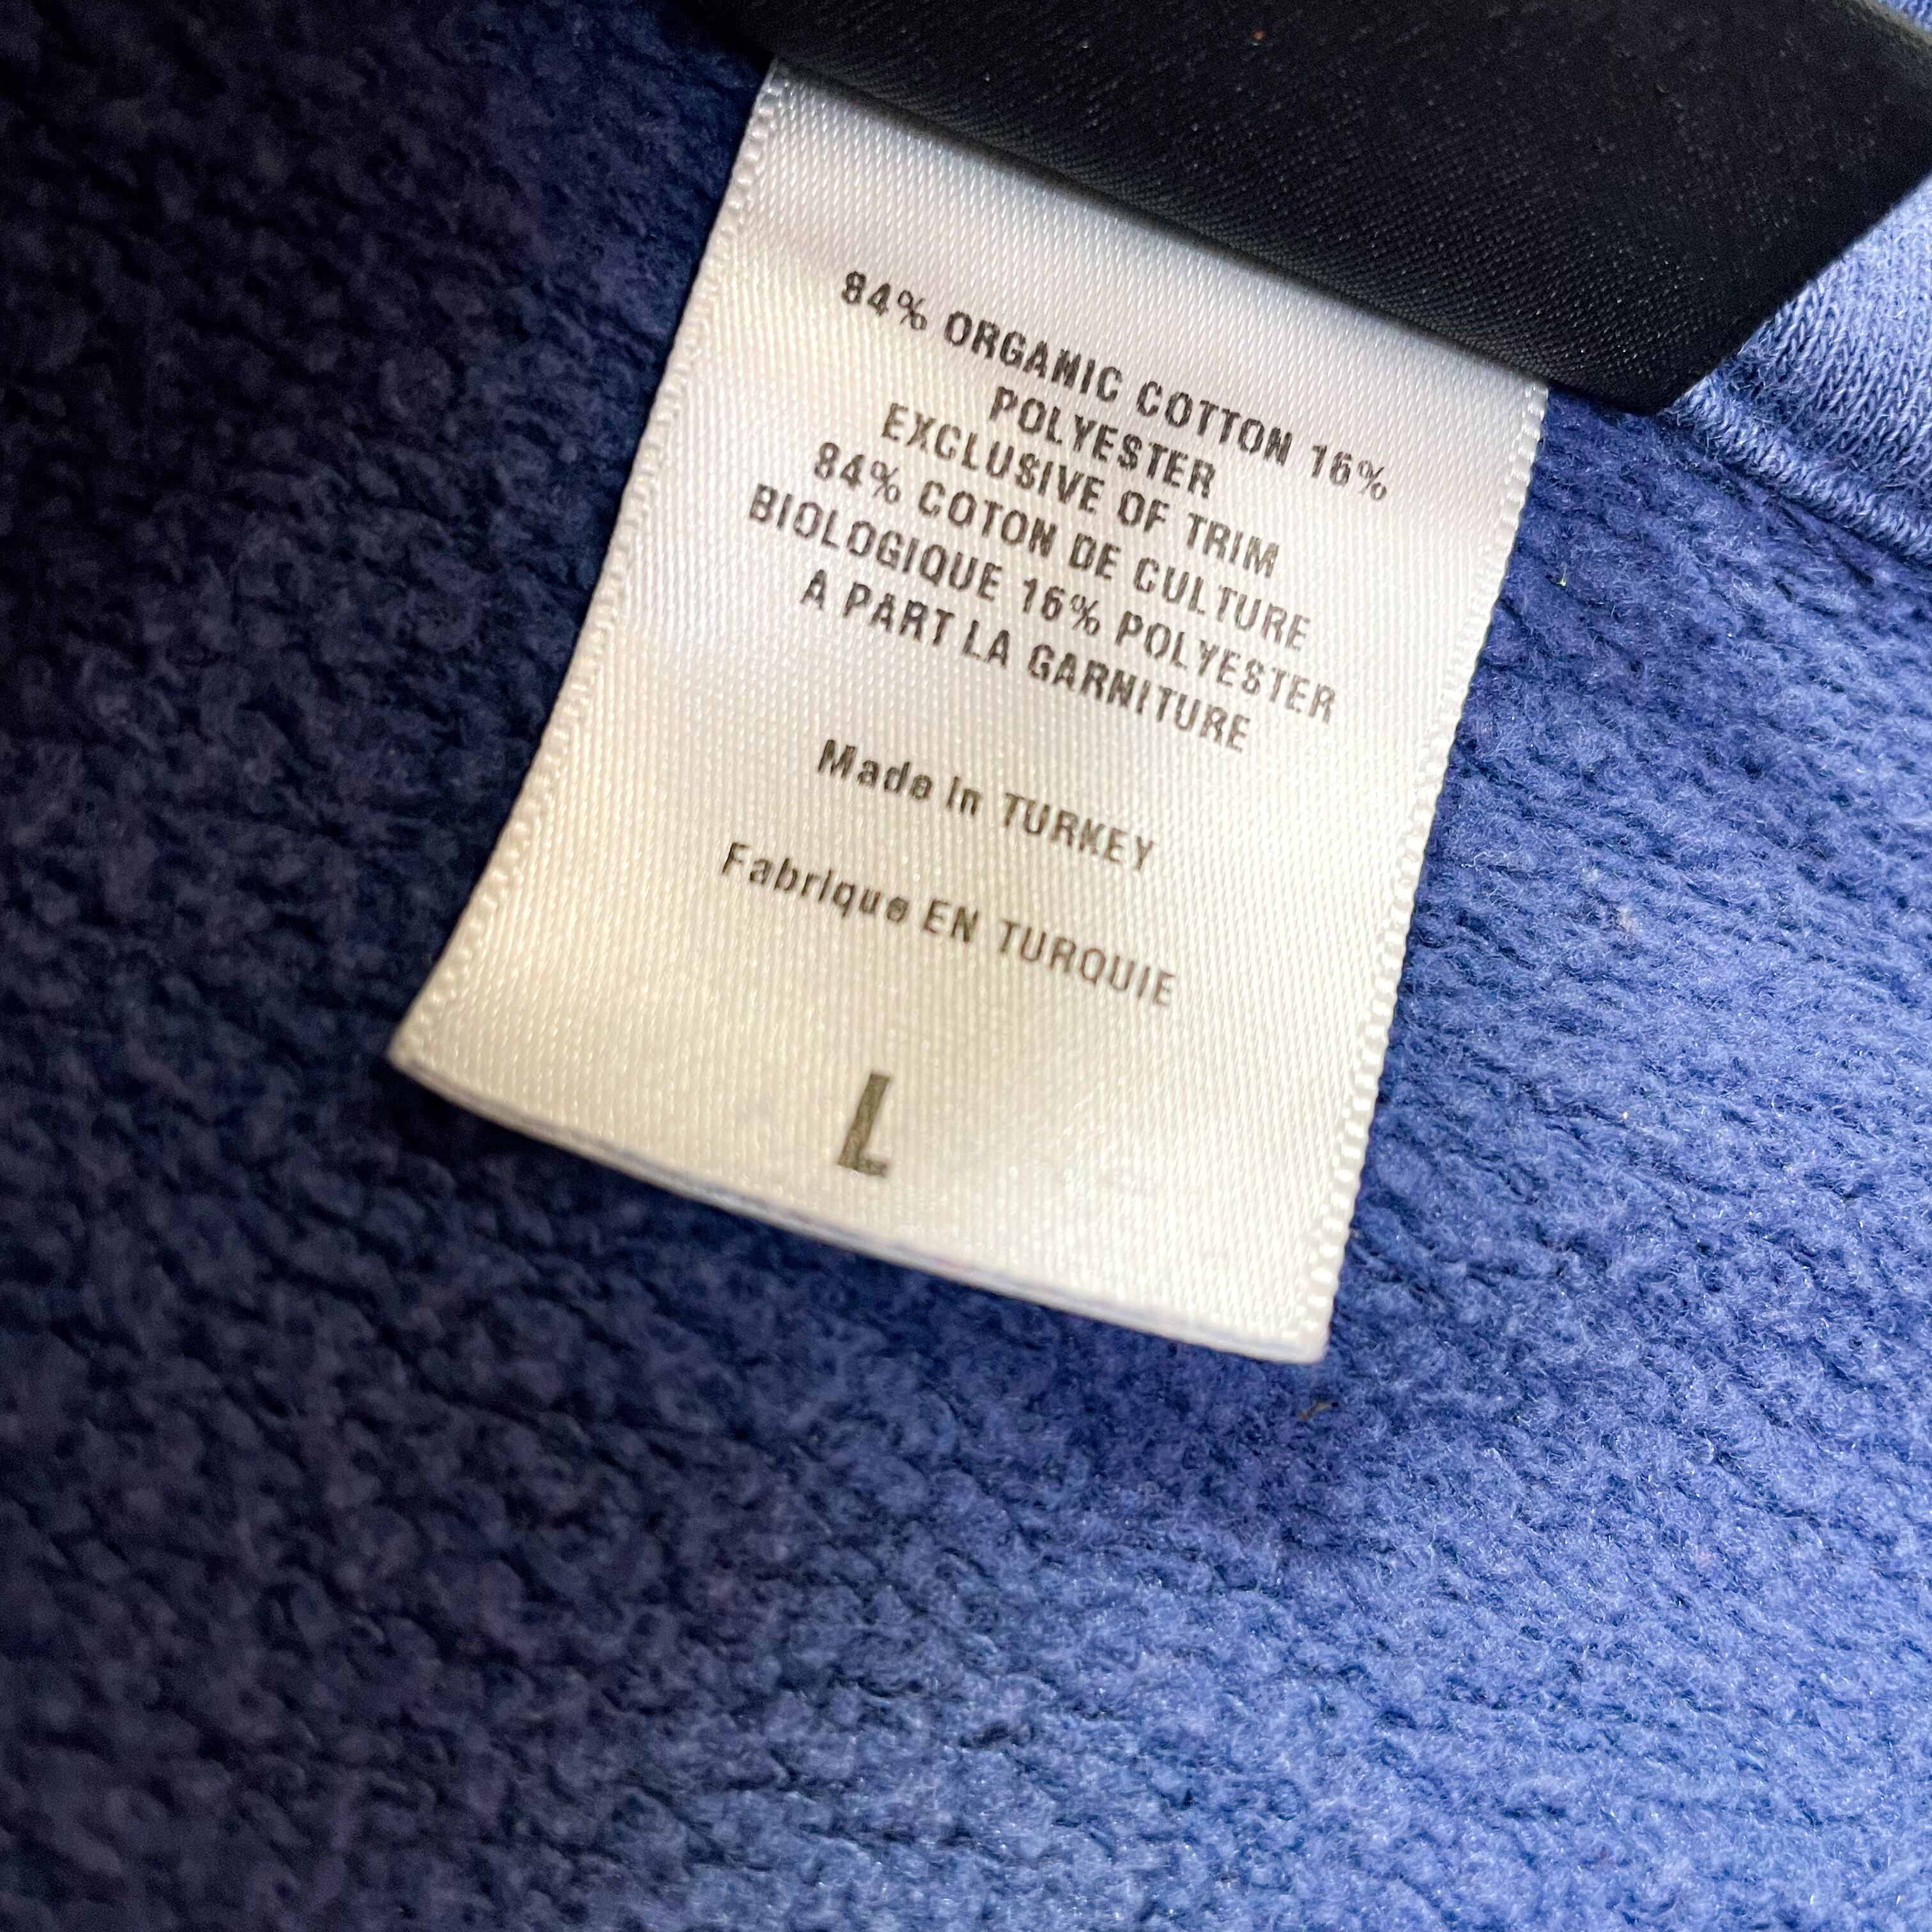 84% ORGANIC COTTON 16%
POLYESTER
EXCLUSIVE OF TRIM
84% COTON DE CULTURE
BIOLOGIQUE 16% POLYESTER
A PART LA GARNITURE
Made in TURKEY
Fabrique EN TURQUIE
L